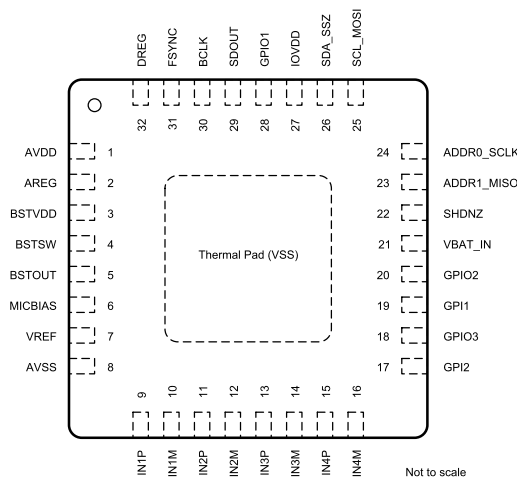 DREG
FSYNC
BCLK
SDOUT
GPIO1
IOVDD
SDA_SSZ
SCL_MOSI
32
31
30
29
28
27
26
25
AVDD 1
AREG 2
BSTVDD 3
BSTSW 4
BSTOUT 5
MICBIAS 6
VREF 7
AVSS 8
Thermal Pad (VSS)
24 ADDR0_SCLK
23 ADDR1_MISO
22 SHDNZ
21 VBAT_IN
20 GPIO2
19 GPI1
18 GPIO3
17 GPI2
9
10
11
12
13
14
15
16
IN1P
IN1M
IN2P
IN2M
IN3P
IN3M
IN4P
IN4M
Not to scale